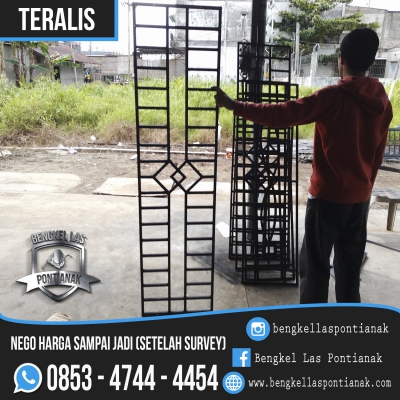 TERALIS
BENGKEL LAS
PONTIANAK
NEGO HARGA SAMPAI JADI (SETELAH SURVEY)
0853 - 4744 - 4454
bengkellaspontianak
Bengkel Las Pontianak
www.bengkellaspontianak.com